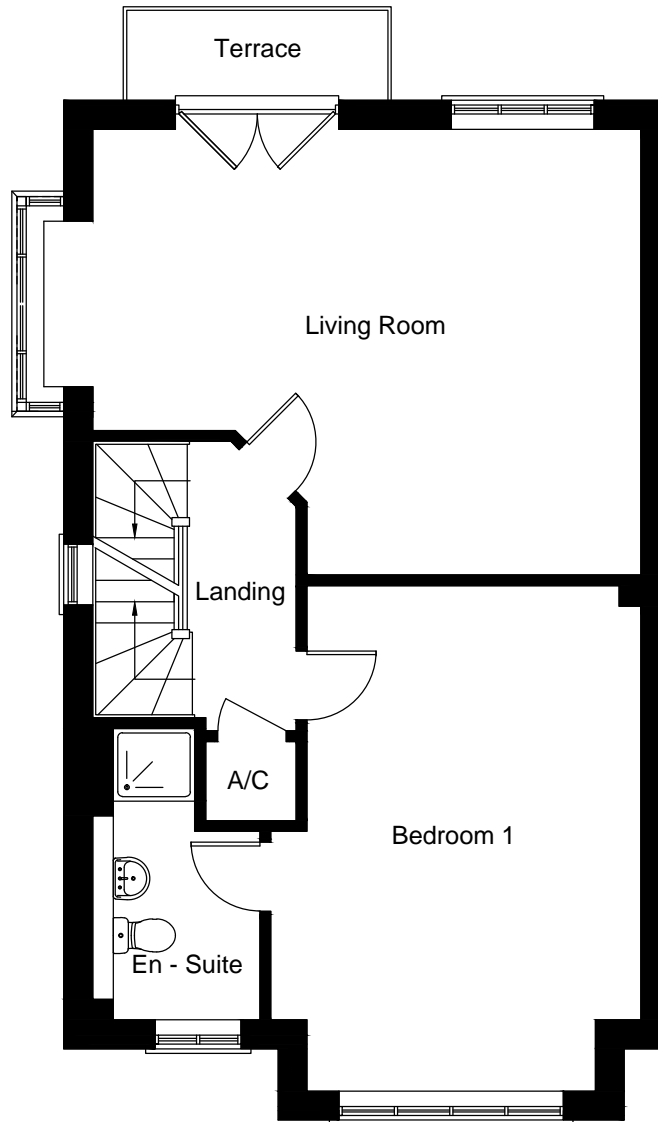 Terrace
Living Room
Landing
A/C
Bedroom 1
En - Suite